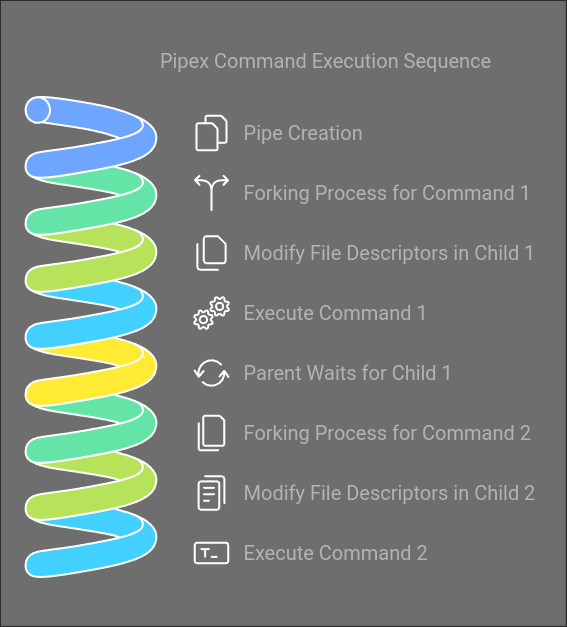 Pipex Command Execution Sequence
Pipe Creation
Forking Process for Command 1
Modify File Descriptors in Child 1
Execute Command 1
Parent Waits for Child 1
Forking Process for Command 2
Modify File Descriptors in Child 2
T_ Execute Command 2